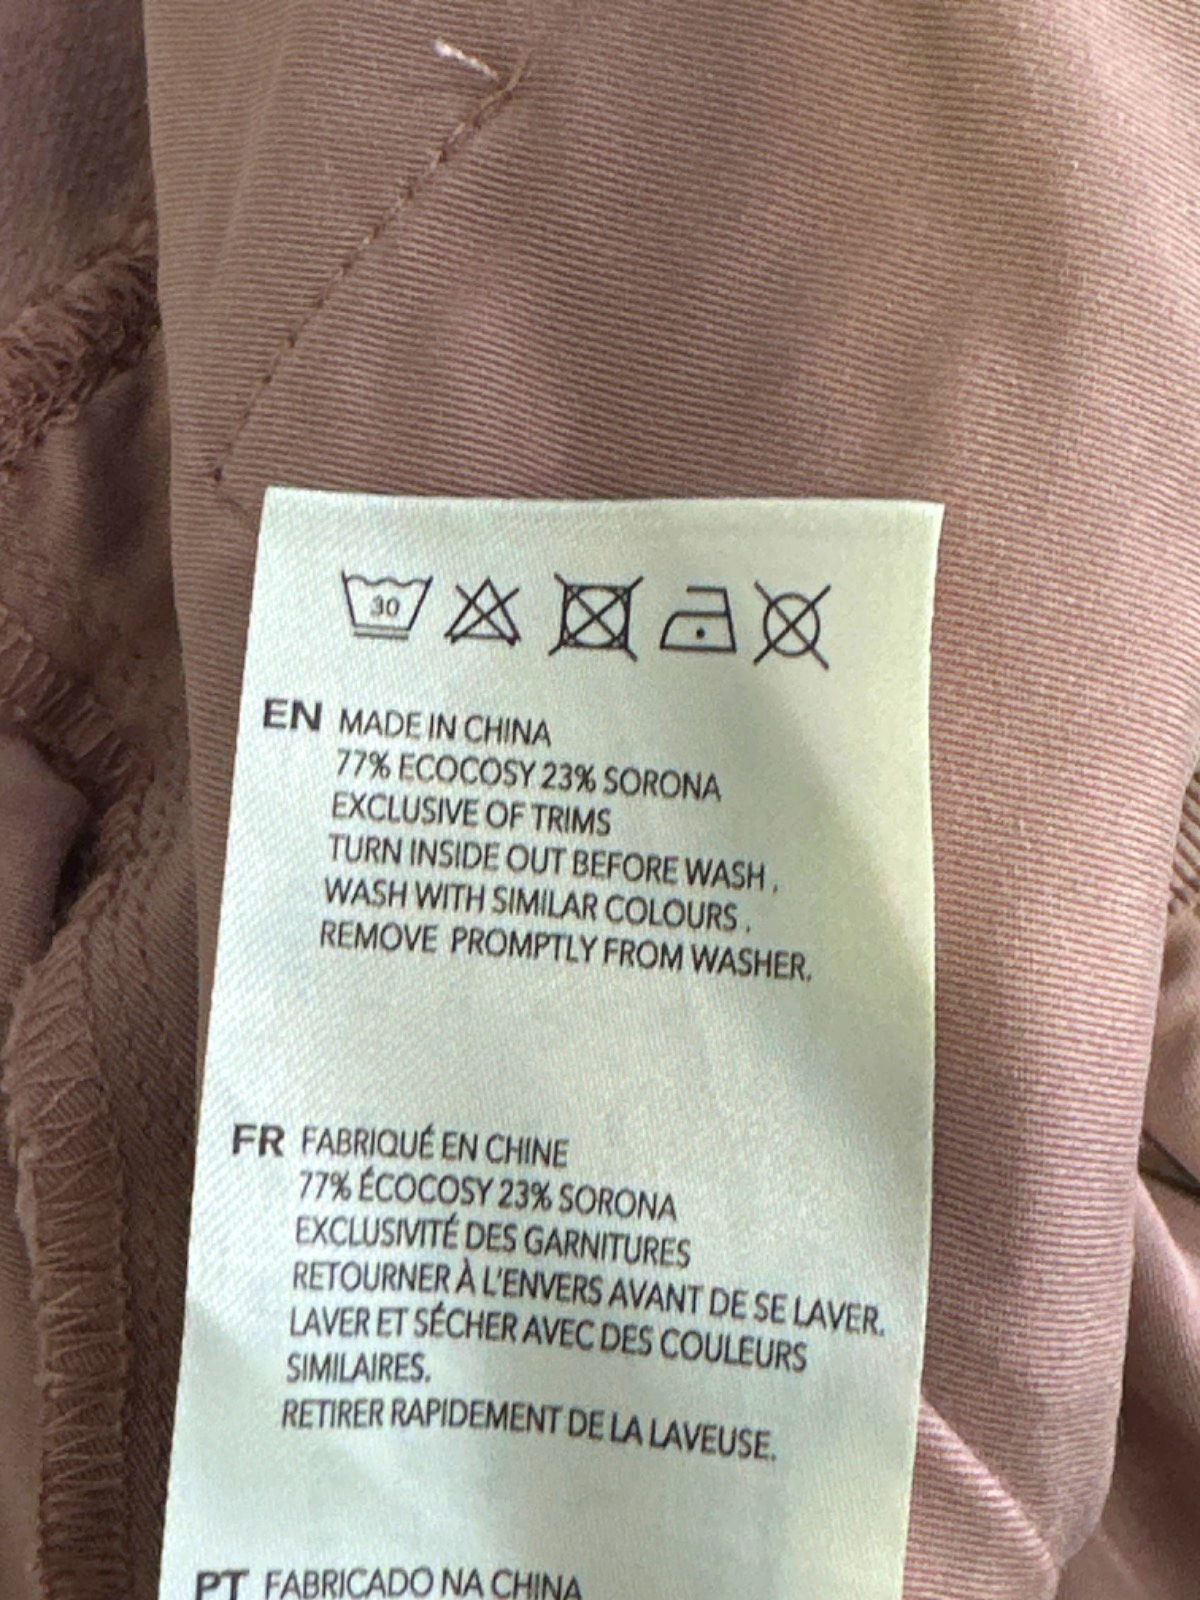 30
EN MADE IN CHINA
77% ECOCOSY 23% SORONA
EXCLUSIVE OF TRIMS
TURN INSIDE OUT BEFORE WASH.
WASH WITH SIMILAR COLOURS.
REMOVE PROMPTLY FROM WASHER.
FR FABRIQUÉ EN CHINE
77% ÉCOCOSY 23% SORONA
EXCLUSIVITÉ DES GARNITURES
RETOURNER À L'ENVERS AVANT DE SE LAVER.
LAVER ET SÉCHER AVEC DES COULEURS
SIMILAIRES.
RETIRER RAPIDEMENT DE LA LAVEUSE.
PT FABRICADO NA CHINA